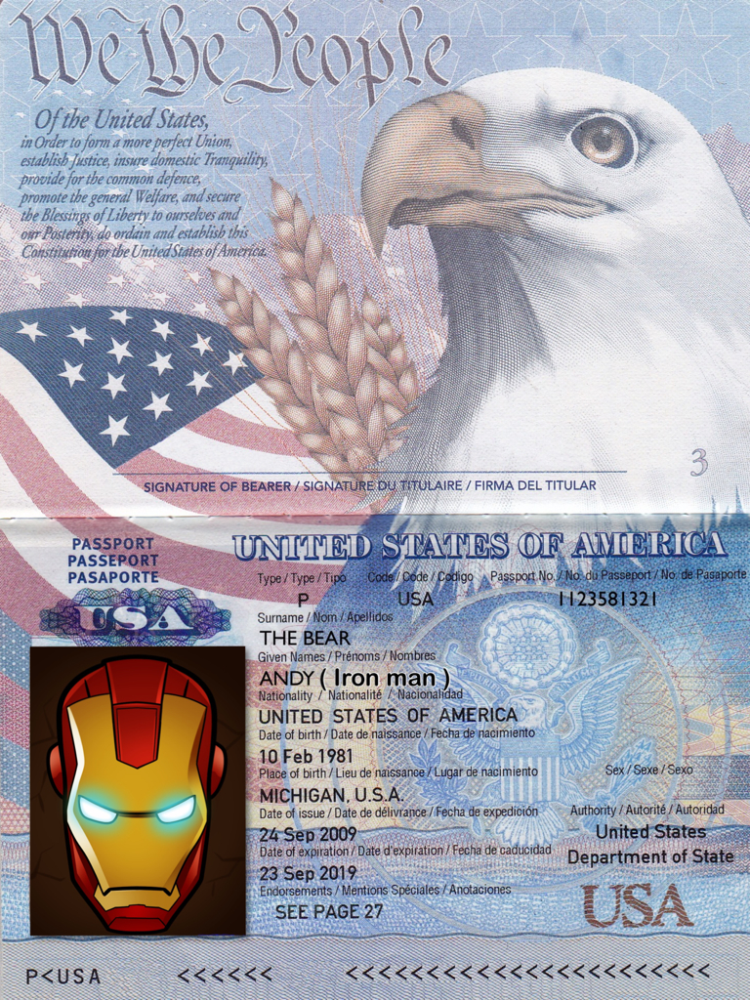 We the People
Of the United States,
in Order to form a more perfect Union,
establish Justice, insure domestic Tranquility,
provide for the common defence,
promote the general Welfare, and secure
the Blessings of Liberty to ourselves and
our Posterity, do ordain and establish this
Constitution for the United States of America.
3
SIGNATURE OF BEARER / SIGNATURE DU TITULAIRE / FIRMA DEL TITULAR
PASSPORT
PASSEPORT
PASAPORTE
USA
UNITED STATES OF AMERICA
Type / Type / Tipo Code / Code / Codigo Passport No. / No. du Passeport / No. de Pasaporte
P USA 1123581321
Surname / Nom / Apellidos
THE BEAR
Given Names / Prénoms / Nombres
ANDY ( Iron man )
Nationality / Nationalité / Nacionalidad
UNITED STATES OF AMERICA
Date of birth / Date de naissance / Fecha de nacimiento
10 Feb 1981
Place of birth / Lieu de naissance / Lugar de nacimiento Sex / Sexe / Sexo
MICHIGAN, U.S.A.
Date of issue / Date de délivrance / Fecha de expedición Authority / Autorité / Autoridad
24 Sep 2009 United States
Date of expiration / Date d'expiration / Fecha de caducidad Department of State
23 Sep 2019
Endorsements / Mentions Spéciales / Anotaciones
SEE PAGE 27
USA
P<USA <<<<<< <<<<<<<<<<<<<<<<<<<<<<<<<